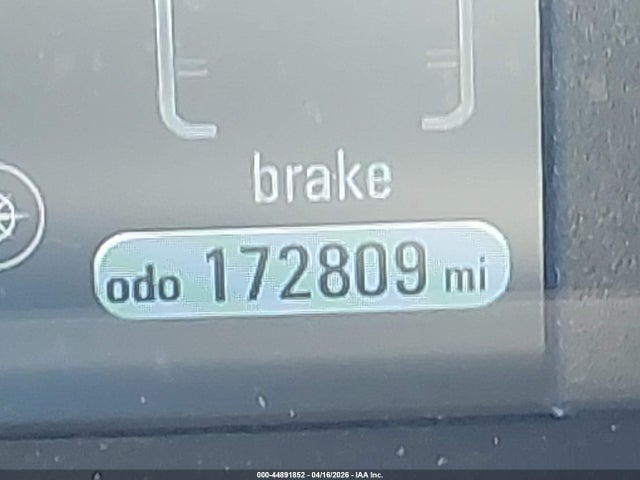 brake
odo 172809 mi
000-44891852 - 04/16/2026 - IAA Inc.